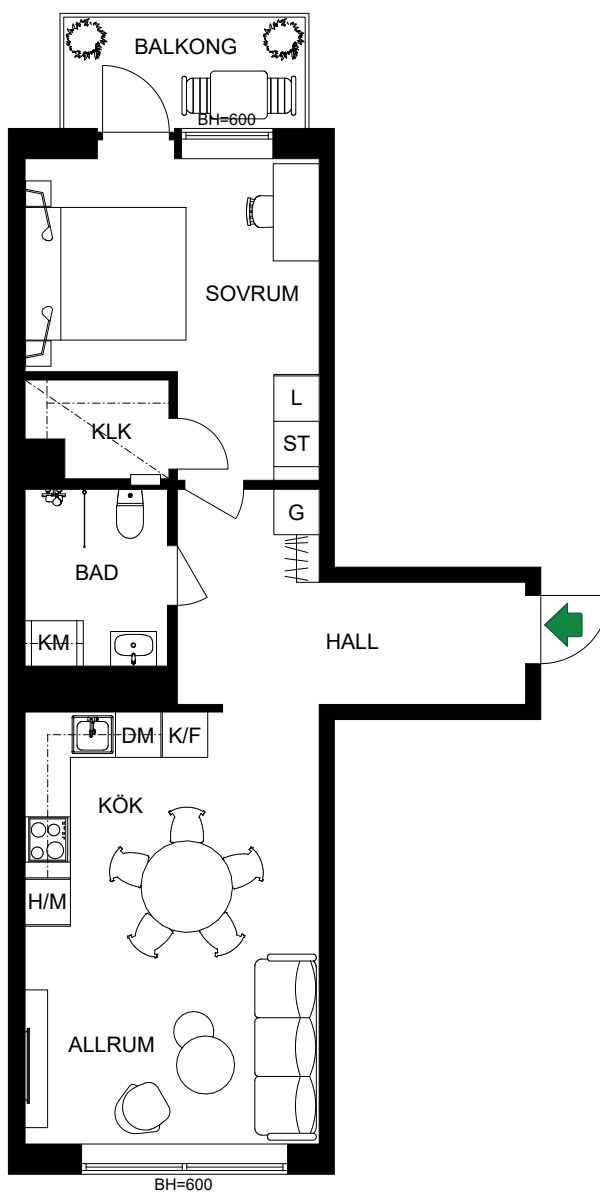 BALKONG
BH=600
SOVRUM
L
KLK
ST
G
BAD
KM
HALL
DM
K/F
KÖK
H/M
ALLRUM
BH=600